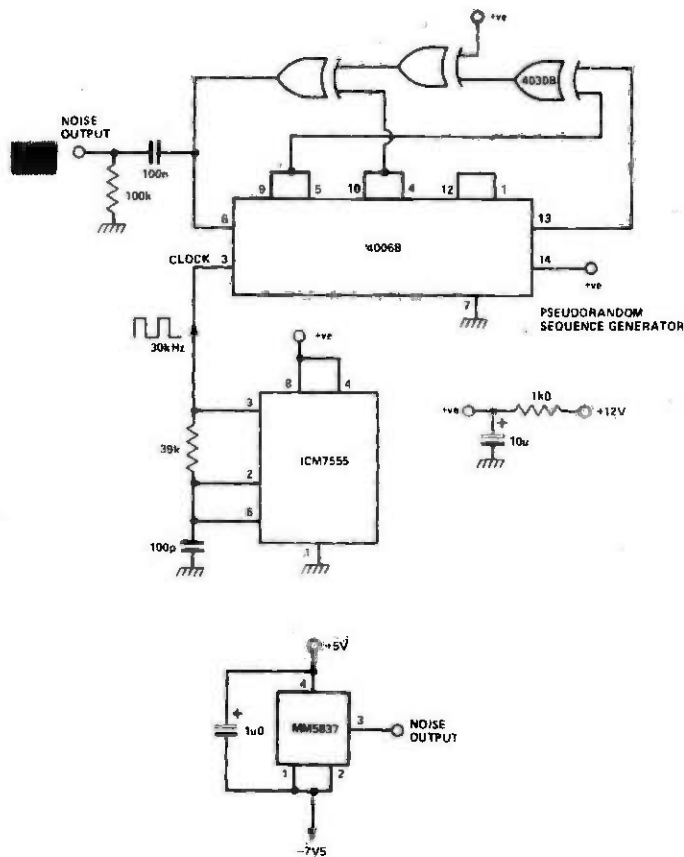 +ve
4030B
NOISE
OUTPUT
100n
100k
9 5 10 4 12 1
6
13
4006B
CLOCK 3
14
+ve
7
PSEUDORANDOM
SEQUENCE GENERATOR
30kHz
+ve
8 4
3
1k0
+ve
+12V
+
10u
39k
ICM7555
2
6
100p
1
+5V
4
+
1u0
MM5837
3
NOISE
OUTPUT
1 2
-7V5